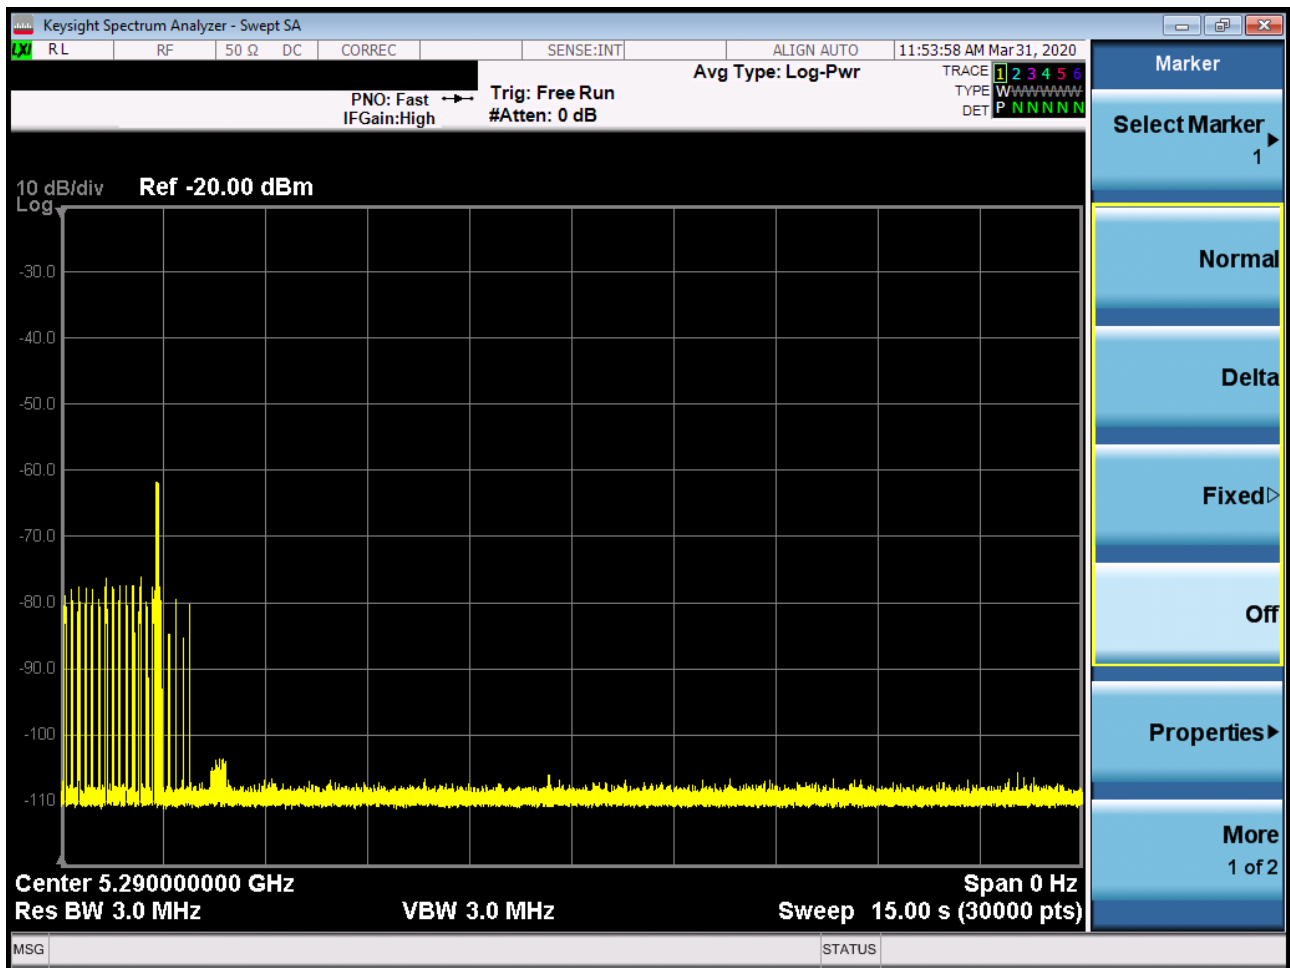 Keysight Spectrum Analyzer - Swept SA
LXI RL RF 50 Ω DC CORREC SENSE:INT ALIGN AUTO 11:53:58 AM Mar 31, 2020
Avg Type: Log-Pwr
TRACE 1 2 3 4 5 6
PNO: Fast
Trig: Free Run
TYPE WWWWWWW
IFGain:High
#Atten: 0 dB
DET P N N N N N
10 dB/div
Ref -20.00 dBm
Log
-30.0
-40.0
-50.0
-60.0
-70.0
-80.0
-90.0
-100
-110
Center 5.290000000 GHz
Span 0 Hz
Res BW 3.0 MHz
VBW 3.0 MHz
Sweep 15.00 s (30000 pts)
MSG
STATUS
Marker
Select Marker
1
Normal
Delta
Fixed
Off
Properties
More
1 of 2